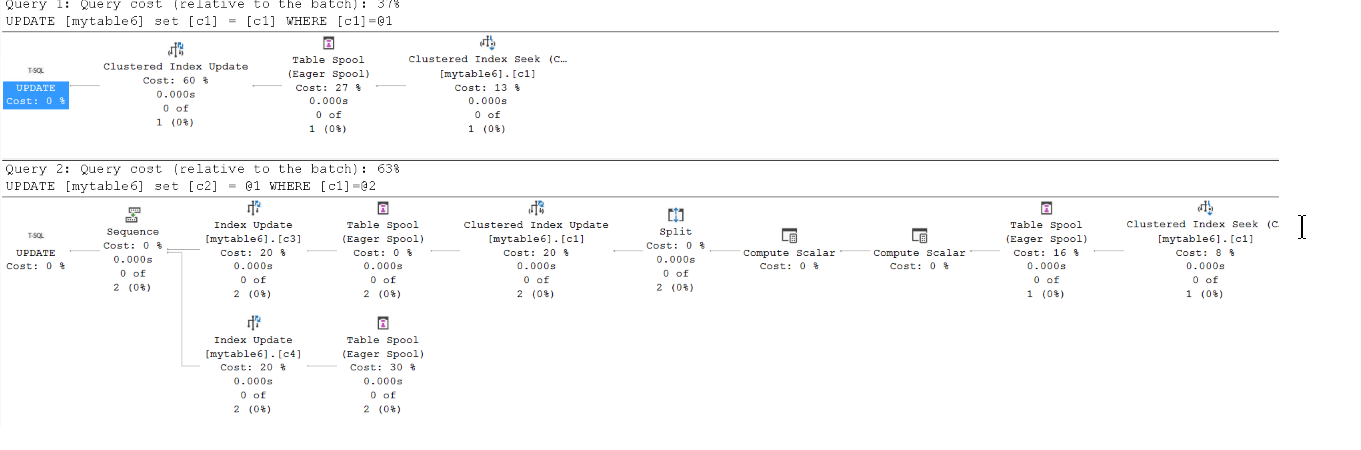 Query 1: Query cost (relative to the batch): 37%
UPDATE [mytable6] set [c1] = [c1] WHERE [c1]=@1
T-SQL
UPDATE
Cost: 0 %
Clustered Index Update
Cost: 60 %
0.000s
0 of
1 (0%)
Table Spool
(Eager Spool)
Cost: 27 %
0.000s
0 of
1 (0%)
Clustered Index Seek (C…
[mytable6].[c1]
Cost: 13 %
0.000s
0 of
1 (0%)
Query 2: Query cost (relative to the batch): 63%
UPDATE [mytable6] set [c2] = @1 WHERE [c1]=@2
T-SQL
UPDATE
Cost: 0 %
Sequence
Cost: 0 %
0.000s
0 of
2 (0%)
Index Update
[mytable6].[c3]
Cost: 20 %
0.000s
0 of
2 (0%)
Table Spool
(Eager Spool)
Cost: 0 %
0.000s
0 of
2 (0%)
Clustered Index Update
[mytable6].[c1]
Cost: 20 %
0.000s
0 of
2 (0%)
Split
Cost: 0 %
0.000s
0 of
2 (0%)
Compute Scalar
Cost: 0 %
Compute Scalar
Cost: 0 %
Table Spool
(Eager Spool)
Cost: 16 %
0.000s
0 of
1 (0%)
Clustered Index Seek (C
[mytable6].[c1]
Cost: 8 %
0.000s
0 of
1 (0%)
Index Update
[mytable6].[c4]
Cost: 20 %
0.000s
0 of
2 (0%)
Table Spool
(Eager Spool)
Cost: 30 %
0.000s
0 of
2 (0%)